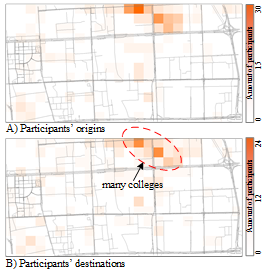 30
15
0
Amount of participants
A) Participants' origins
many colleges
24
12
0
Amount of participants
B) Participants' destinations